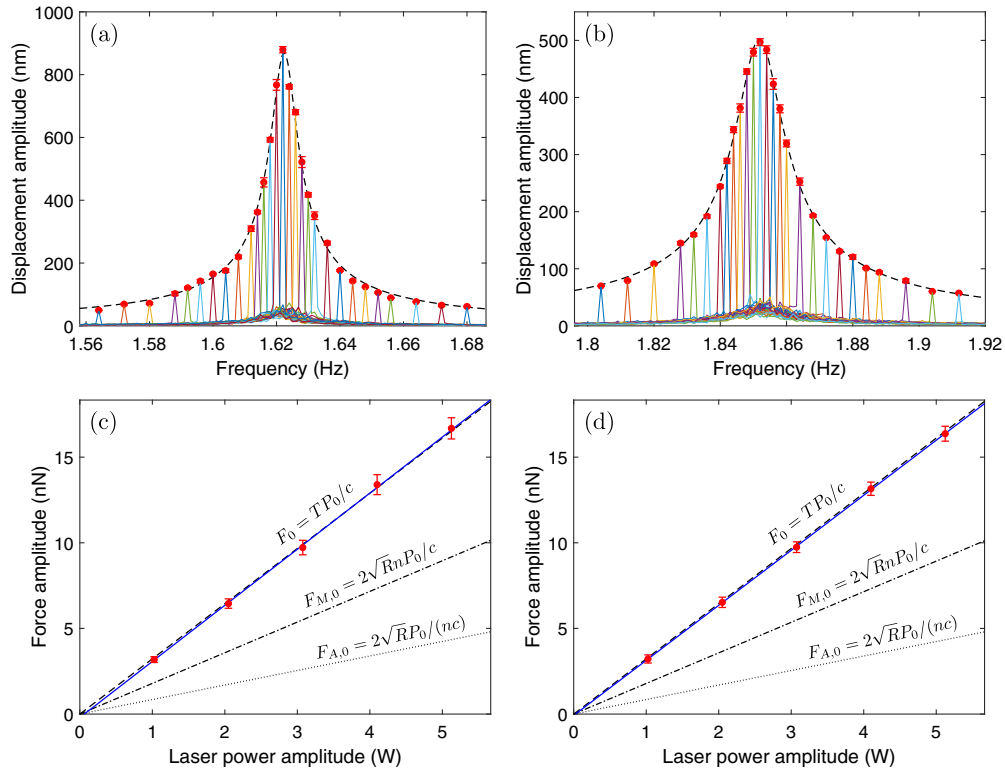 (a)
Displacement amplitude (nm)
1000
800
600
400
200
0
1.56 1.58 1.6 1.62 1.64 1.66 1.68
Frequency (Hz)
(b)
Displacement amplitude (nm)
500
400
300
200
100
0
1.8 1.82 1.84 1.86 1.88 1.9 1.92
Frequency (Hz)
(c)
Force amplitude (nN)
15
10
5
0
F₀ = TP₀/c
F_{M,0} = 2√RnP₀/c
F_{A,0} = 2√RP₀/(nc)
0 1 2 3 4 5
Laser power amplitude (W)
(d)
Force amplitude (nN)
15
10
5
0
F₀ = TP₀/c
F_{M,0} = 2√RnP₀/c
F_{A,0} = 2√RP₀/(nc)
0 1 2 3 4 5
Laser power amplitude (W)